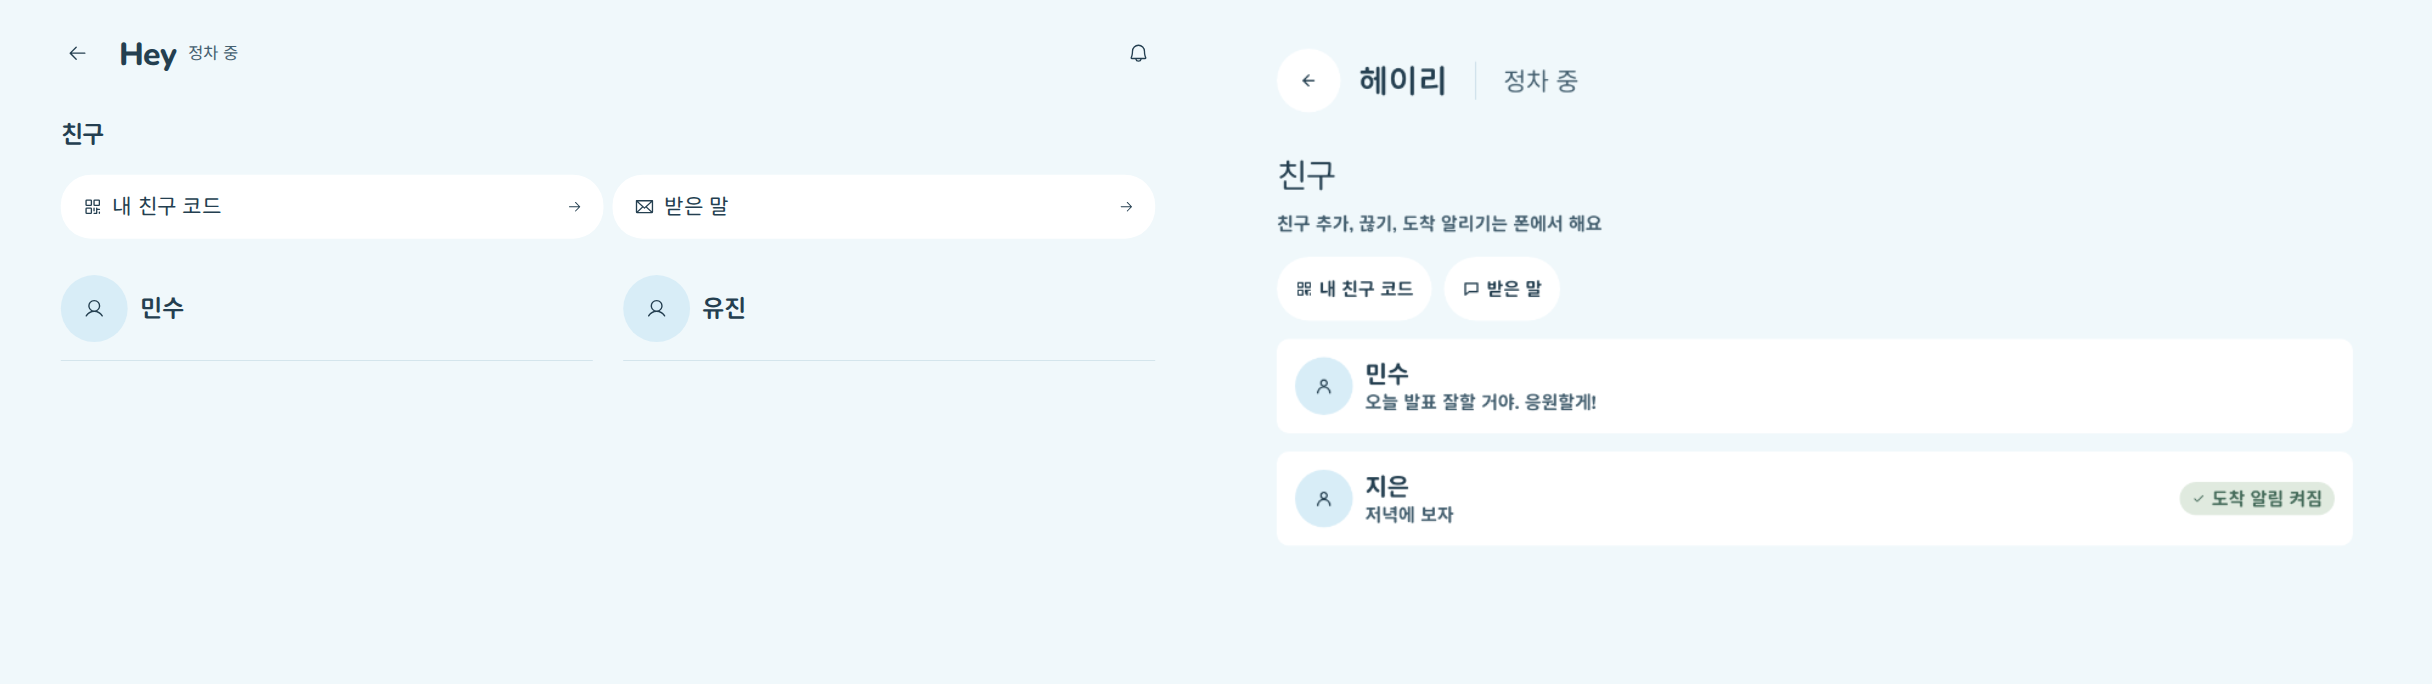 Hey 정차 중
친구
내 친구 코드
받은 말
민수
유진
헤이리
정차 중
친구
친구 추가, 끊기, 도착 알리기는 폰에서 해요
내 친구 코드
받은 말
민수
오늘 발표 잘할 거야. 응원할게!
지은
저녁에 보자
도착 알림 켜짐